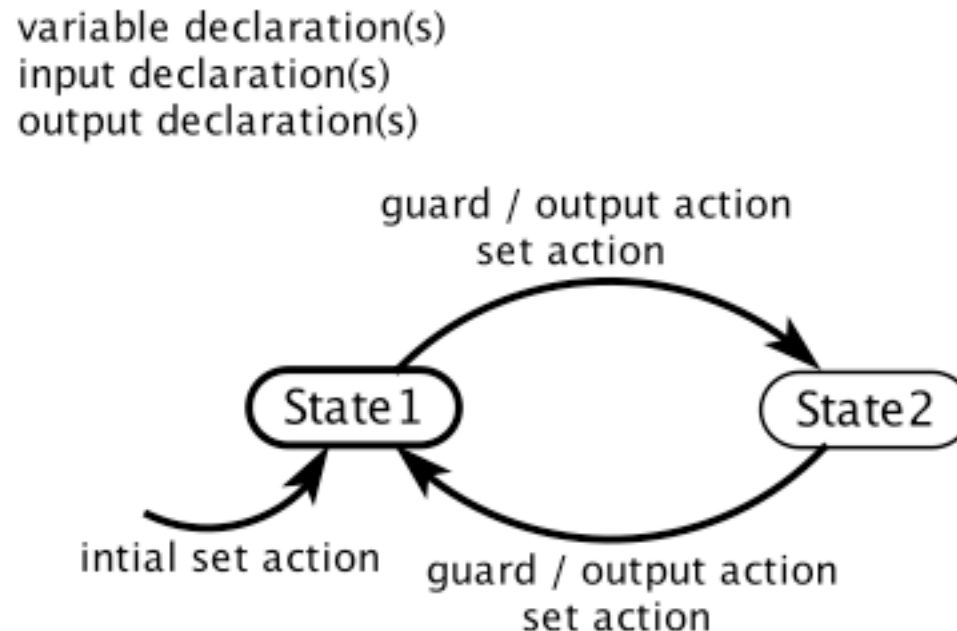 variable declaration(s)
input declaration(s)
output declaration(s)
guard / output action
set action
State1
State2
intial set action
guard / output action
set action